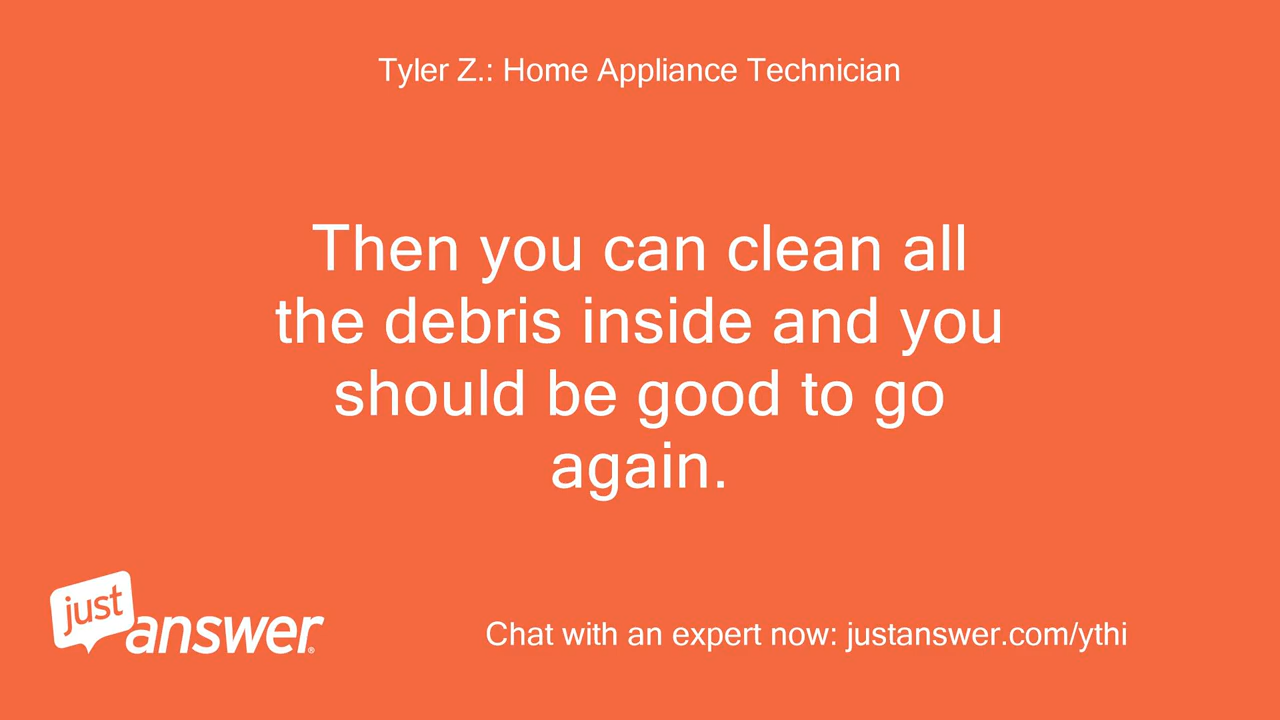 Tyler Z.: Home Appliance Technician
Then you can clean all
the debris inside and you
should be good to go
again.
just
answer®
Chat with an expert now: justanswer.com/ythi